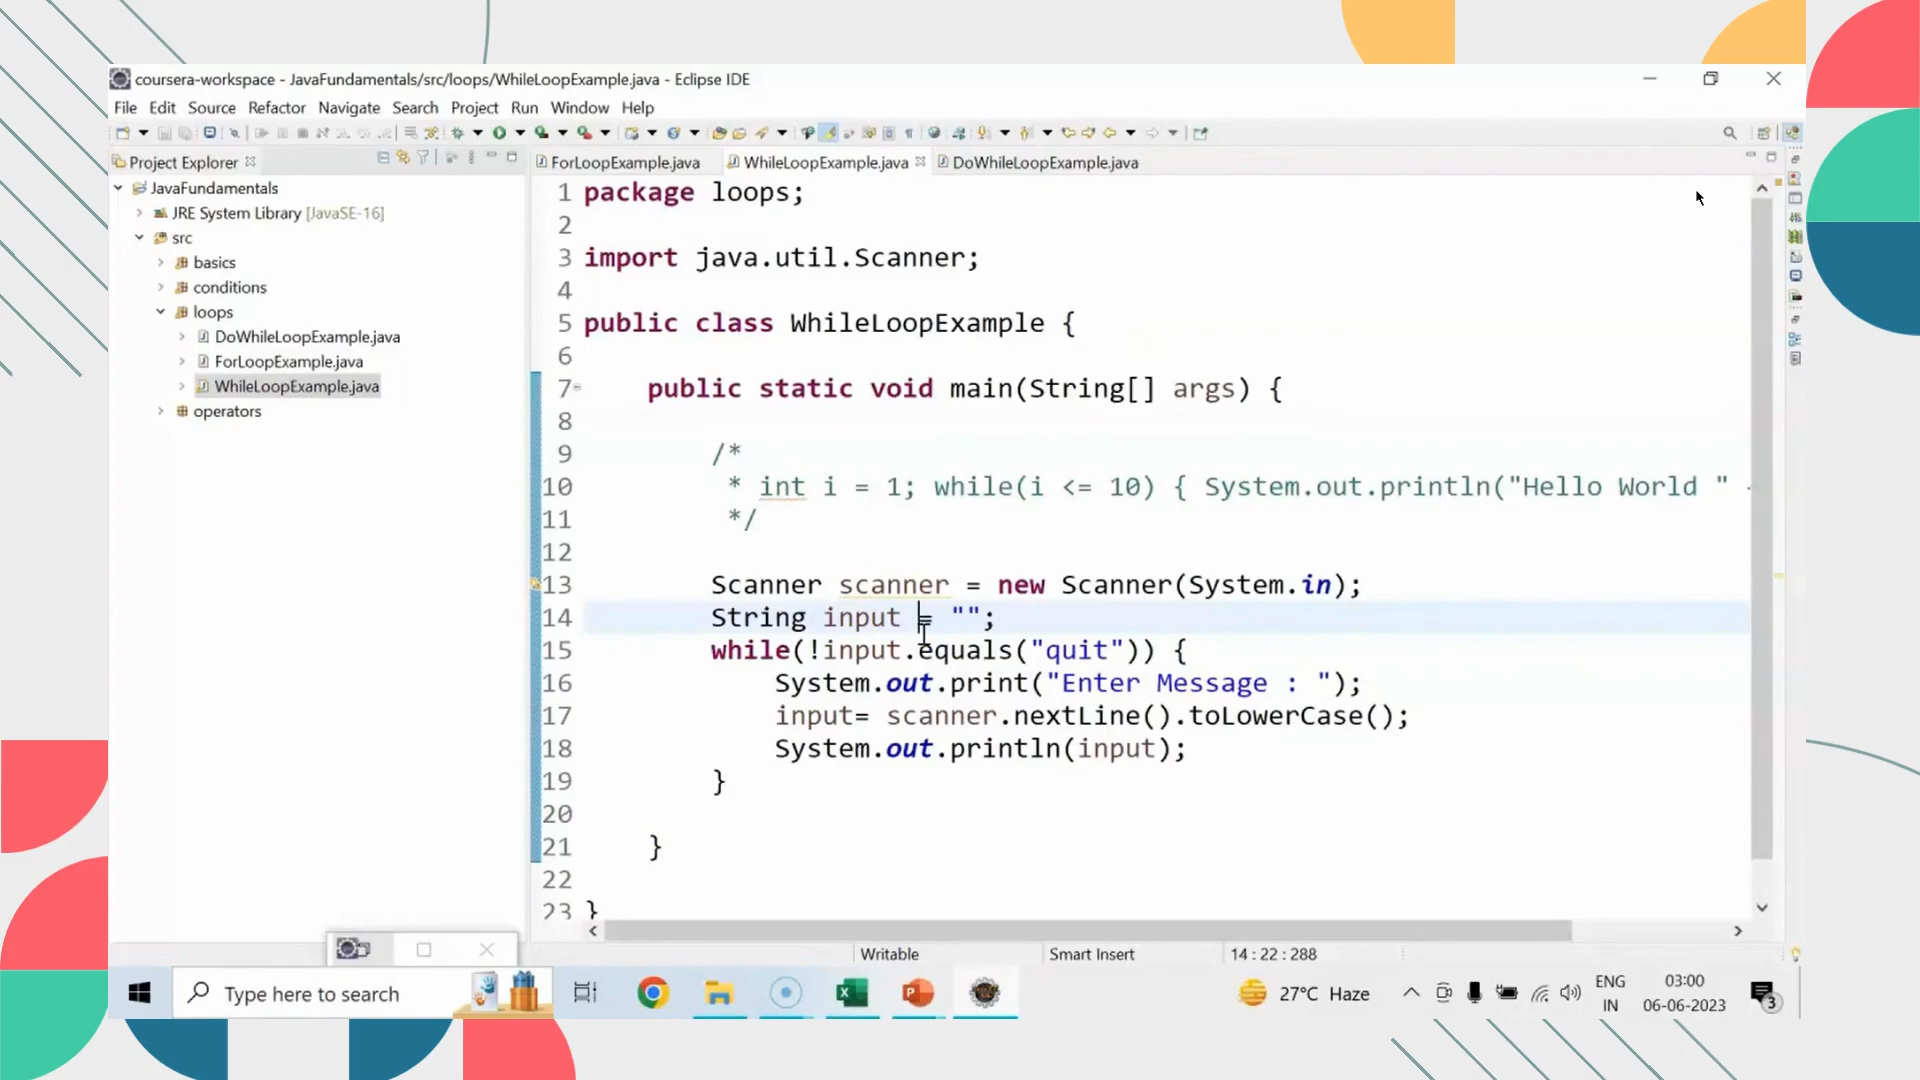 coursera-workspace - JavaFundamentals/src/loops/WhileLoopExample.java - Eclipse IDE
File Edit Source Refactor Navigate Search Project Run Window Help
Project Explorer
ForLoopExample.java WhileLoopExample.java DoWhileLoopExample.java
JavaFundamentals
JRE System Library [JavaSE-16]
src
basics
conditions
loops
DoWhileLoopExample.java
ForLoopExample.java
WhileLoopExample.java
operators
1 package loops;
2
3 import java.util.Scanner;
4
5 public class WhileLoopExample {
6
7 public static void main(String[] args) {
8
9 /*
10 * int i = 1; while(i <= 10) { System.out.println("Hello World "
11 */
12
13 Scanner scanner = new Scanner(System.in);
14 String input = "";
15 while(!input.equals("quit")) {
16 System.out.print("Enter Message : ");
17 input= scanner.nextLine().toLowerCase();
18 System.out.println(input);
19 }
20
21 }
22
23 }
Writable Smart Insert 14 : 22 : 288
Type here to search
27°C Haze
ENG
IN
03:00
06-06-2023
3